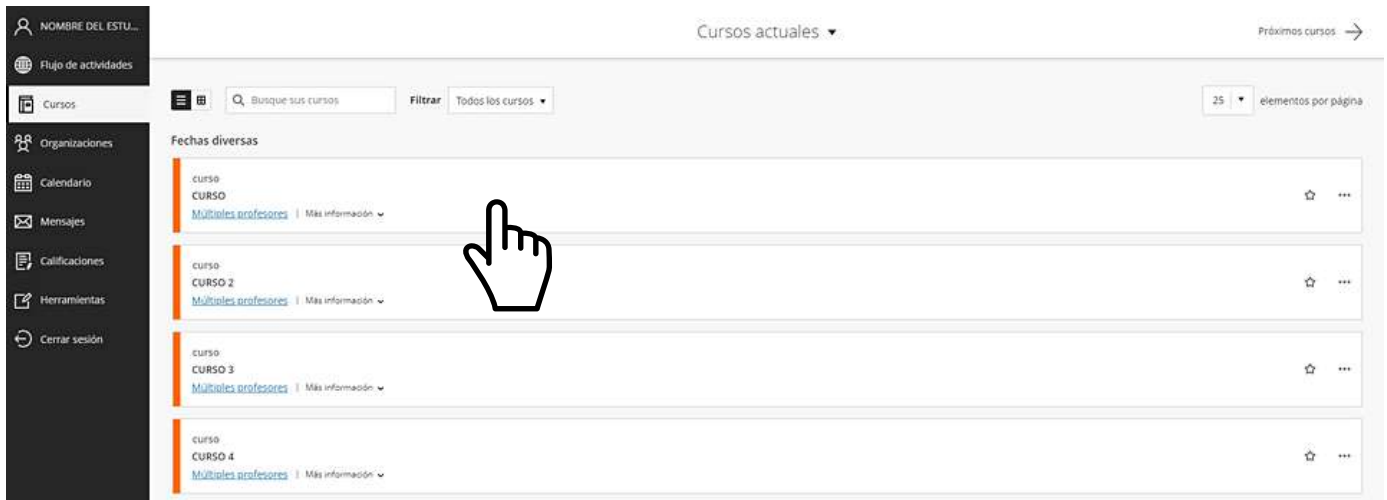 NOMBRE DEL ESTU...
Flujo de actividades
Cursos
Organizaciones
Calendario
Mensajes
Calificaciones
Herramientas
Cerrar sesión
Cursos actuales
Próximos cursos
Busque sus cursos
Filtrar Todos los cursos
25 elementos por página
Fechas diversas
curso
CURSO
Múltiples profesores | Más información
curso
CURSO 2
Múltiples profesores | Más información
curso
CURSO 3
Múltiples profesores | Más información
curso
CURSO 4
Múltiples profesores | Más información